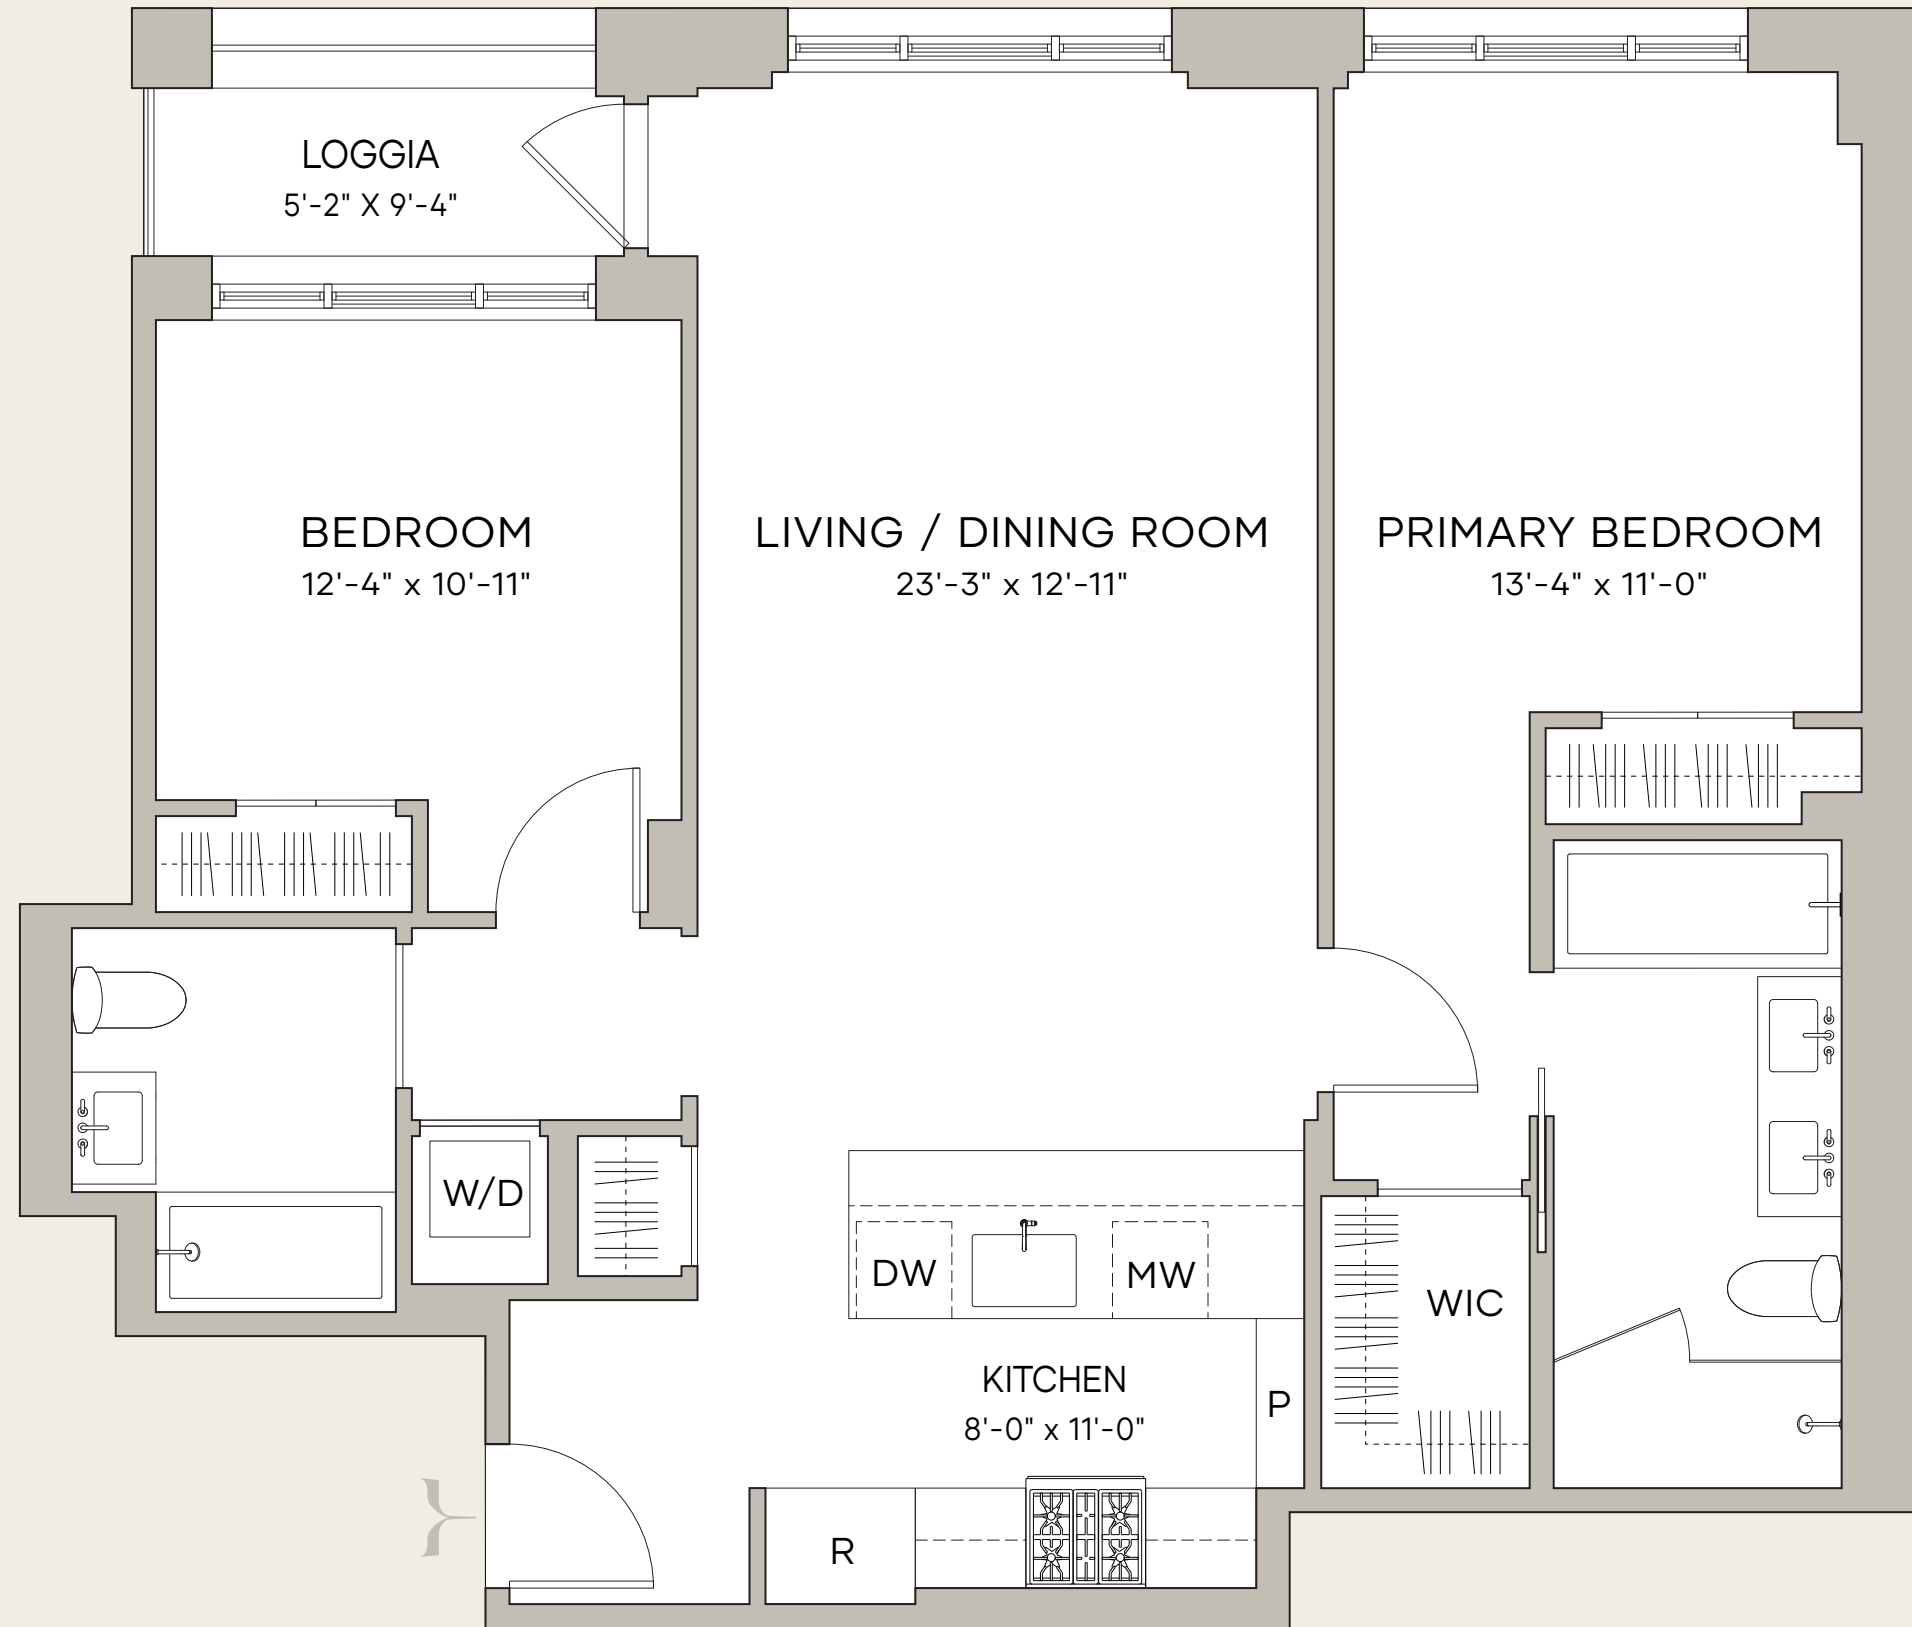 LOGGIA
5'-2" X 9'-4"
BEDROOM
12'-4" x 10'-11"
LIVING / DINING ROOM
23'-3" x 12'-11"
PRIMARY BEDROOM
13'-4" x 11'-0"
W/D
DW
MW
WIC
KITCHEN
8'-0" x 11'-0"
P
R